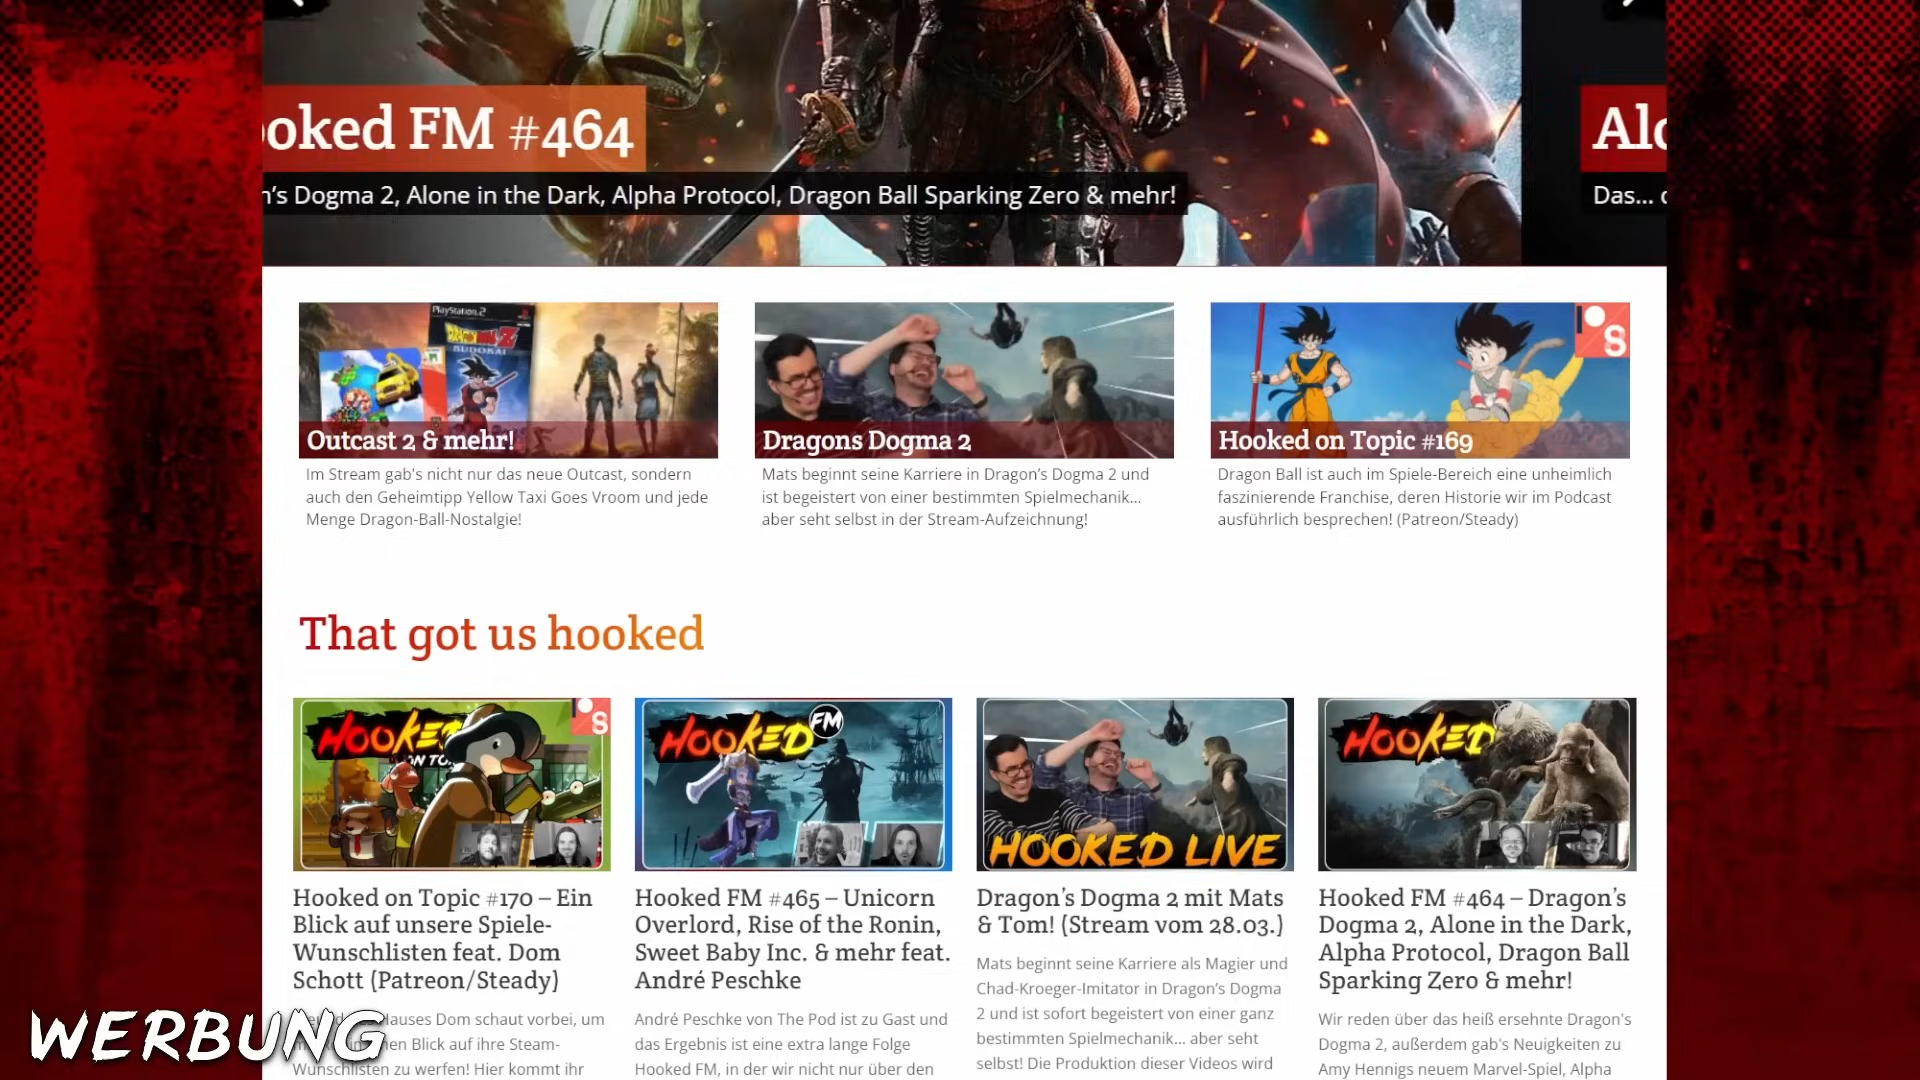 oked FM #464
n's Dogma 2, Alone in the Dark, Alpha Protocol, Dragon Ball Sparking Zero & mehr!
Alo
Das...
PlayStation 2
DRAGON BALL Z
BUDOKAI
Outcast 2 & mehr!
Im Stream gab's nicht nur das neue Outcast, sondern
auch den Geheimtipp Yellow Taxi Goes Vroom und jede
Menge Dragon-Ball-Nostalgie!
Dragons Dogma 2
Mats beginnt seine Karriere in Dragon's Dogma 2 und
ist begeistert von einer bestimmten Spielmechanik...
aber seht selbst in der Stream-Aufzeichnung!
S
Hooked on Topic #169
Dragon Ball ist auch im Spiele-Bereich eine unheimlich
faszinierende Franchise, deren Historie wir im Podcast
ausführlich besprechen! (Patreon/Steady)
That got us hooked
HOOKED
ON TO
S
Hooked on Topic #170 – Ein
Blick auf unsere Spiele-
Wunschlisten feat. Dom
Schott (Patreon/Steady)
Hauses Dom schaut vorbei, um
Blick auf ihre Steam-
Wunschlisten zu werfen! Hier kommt ihr
HOOKED FM
Hooked FM #465 – Unicorn
Overlord, Rise of the Ronin,
Sweet Baby Inc. & mehr feat.
André Peschke
André Peschke von The Pod ist zu Gast und
das Ergebnis ist eine extra lange Folge
Hooked FM, in der wir nicht nur über den
HOOKED LIVE
Dragon's Dogma 2 mit Mats
& Tom! (Stream vom 28.03.)
Mats beginnt seine Karriere als Magier und
Chad-Kroeger-Imitator in Dragon's Dogma
2 und ist sofort begeistert von einer ganz
bestimmten Spielmechanik... aber seht
selbst! Die Produktion dieser Videos wird
HOOKED
Hooked FM #464 – Dragon's
Dogma 2, Alone in the Dark,
Alpha Protocol, Dragon Ball
Sparking Zero & mehr!
Wir reden über das heiß ersehnte Dragon's
Dogma 2, außerdem gab's Neuigkeiten zu
Amy Hennigs neuem Marvel-Spiel, Alpha
WERBUNG